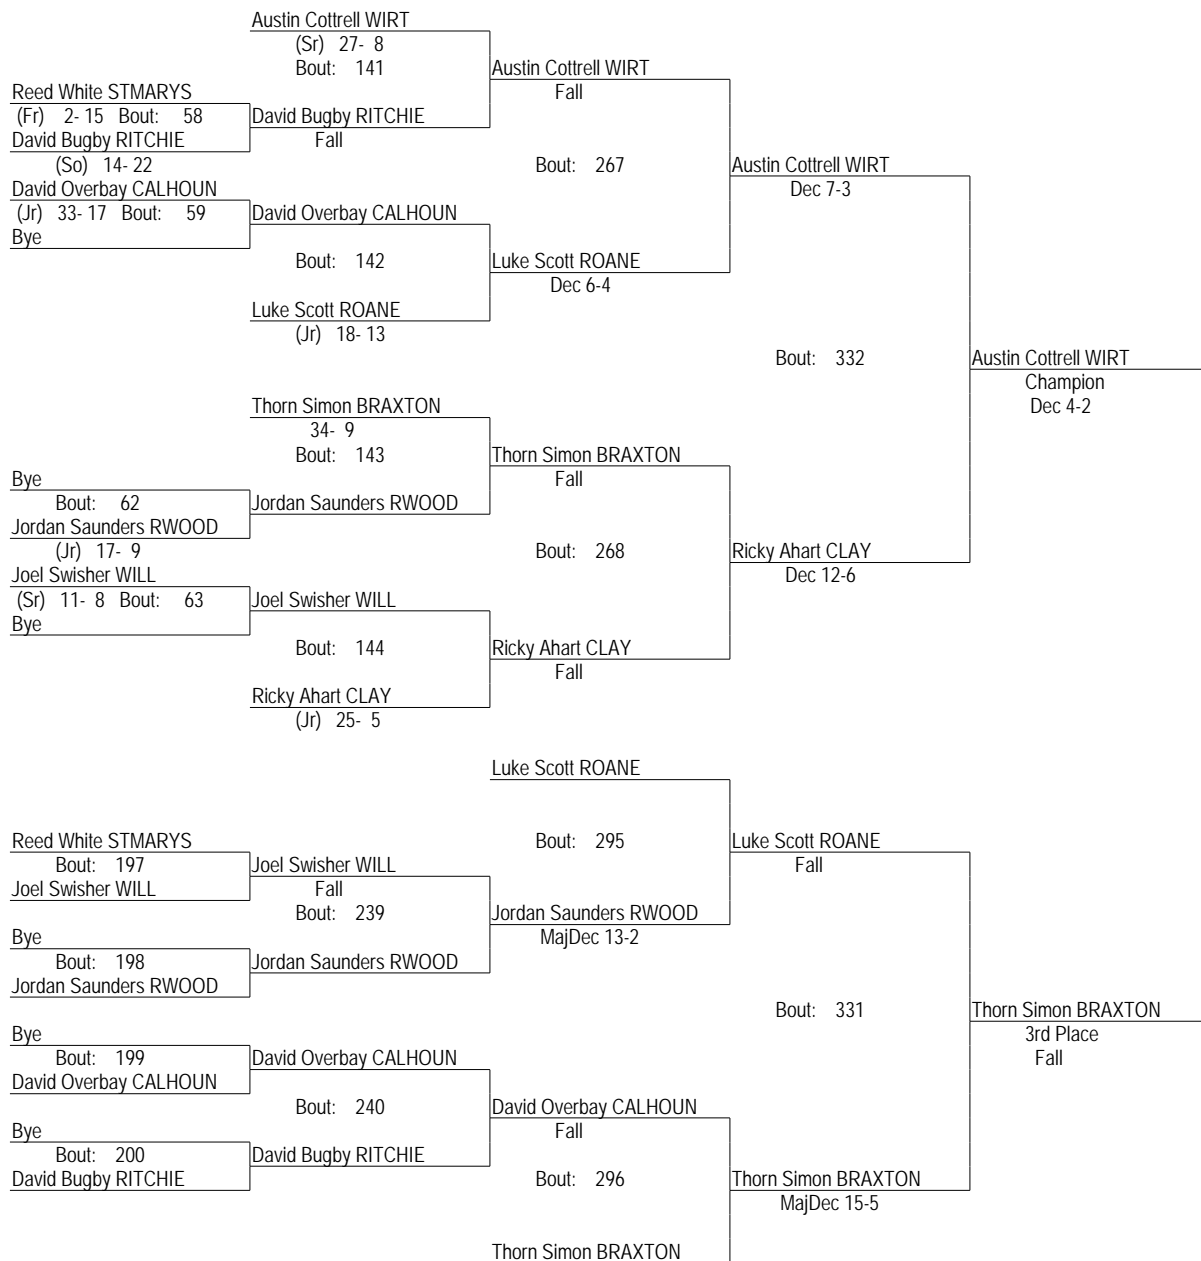 Austin Cottrell WIRT
(Sr) 27- 8
Bout: 141
Austin Cottrell WIRT
Fall
Reed White STMARYS
(Fr) 2- 15 Bout: 58
David Bugby RITCHIE
Fall
David Bugby RITCHIE
(So) 14- 22
Bout: 267
Austin Cottrell WIRT
Dec 7-3
David Overbay CALHOUN
(Jr) 33- 17 Bout: 59
David Overbay CALHOUN
Bye
Bout: 142
Luke Scott ROANE
Dec 6-4
Luke Scott ROANE
(Jr) 18- 13
Bout: 332
Austin Cottrell WIRT
Champion
Dec 4-2
Thorn Simon BRAXTON
34- 9
Bout: 143
Thorn Simon BRAXTON
Fall
Bye
Bout: 62
Jordan Saunders RWOOD
Jordan Saunders RWOOD
(Jr) 17- 9
Bout: 268
Ricky Ahart CLAY
Dec 12-6
Joel Swisher WILL
(Sr) 11- 8 Bout: 63
Joel Swisher WILL
Bye
Bout: 144
Ricky Ahart CLAY
Fall
Ricky Ahart CLAY
(Jr) 25- 5
Luke Scott ROANE
Reed White STMARYS
Bout: 197
Joel Swisher WILL
Joel Swisher WILL
Fall
Bout: 295
Luke Scott ROANE
Fall
Bout: 239
Jordan Saunders RWOOD
MajDec 13-2
Bye
Bout: 198
Jordan Saunders RWOOD
Jordan Saunders RWOOD
Bout: 331
Thorn Simon BRAXTON
3rd Place
Fall
Bye
Bout: 199
David Overbay CALHOUN
David Overbay CALHOUN
Bout: 240
David Overbay CALHOUN
Fall
Bye
Bout: 200
David Bugby RITCHIE
David Bugby RITCHIE
Bout: 296
Thorn Simon BRAXTON
MajDec 15-5
Thorn Simon BRAXTON